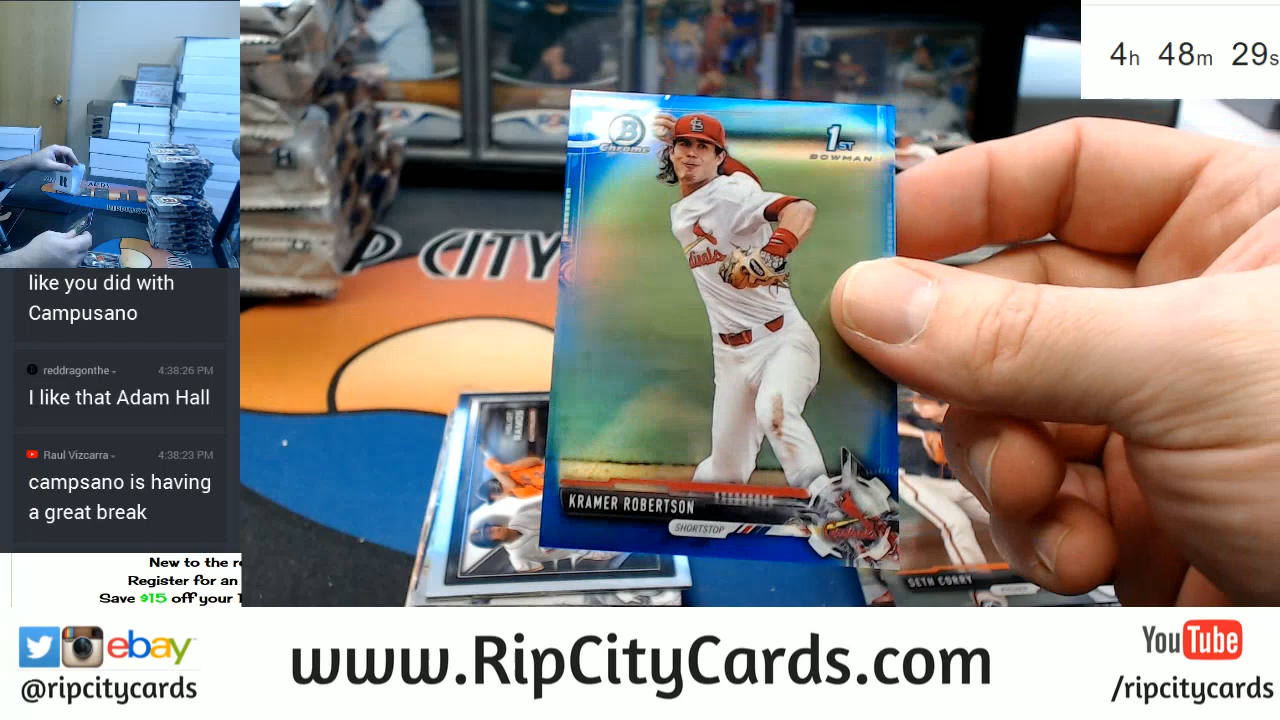 4h 48m 29s
B
Chrome
1ST
BOWMAN
Cardinals
KRAMER ROBERTSON
SHORTSTOP
SETH CORRY
CITY
like you did with
Campusano
reddragonthe
4:38:26 PM
I like that Adam Hall
Raul Vizcarra
4:38:23 PM
campsano is having
a great break
New to the r
Register for an
Save $15 off your
ebay
@ripcitycards
www.RipCityCards.com
YouTube
/ripcitycards